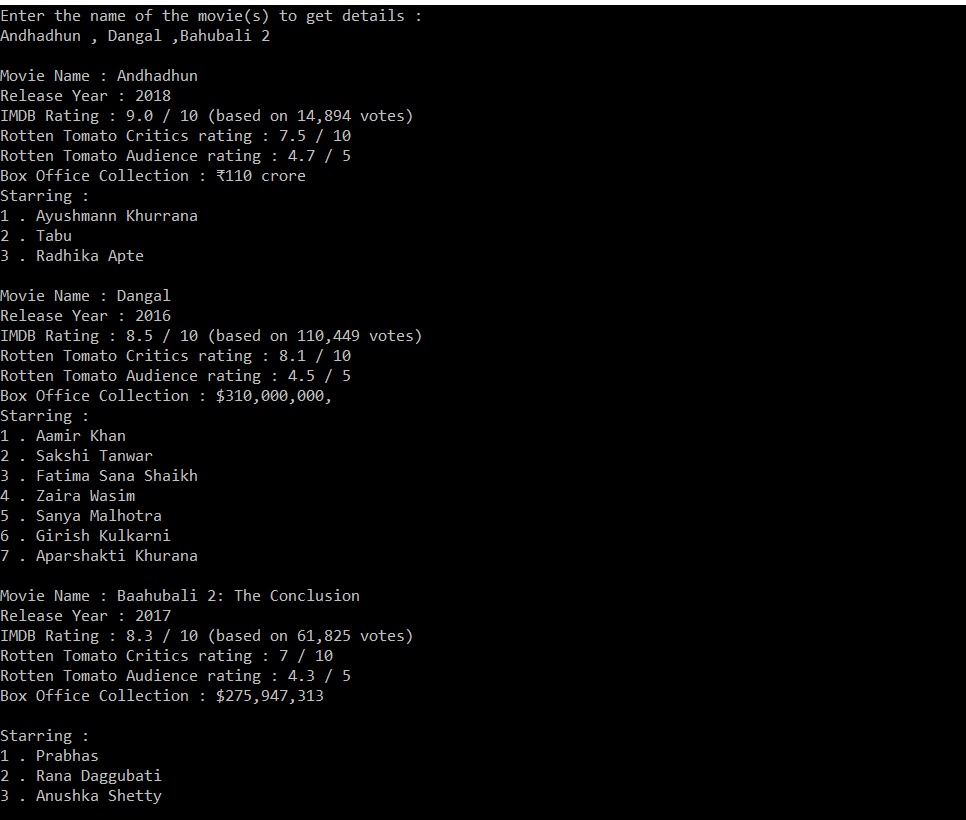 Enter the name of the movie(s) to get details :
Andhadhun , Dangal ,Bahubali 2
Movie Name : Andhadhun
Release Year : 2018
IMDB Rating : 9.0 / 10 (based on 14,894 votes)
Rotten Tomato Critics rating : 7.5 / 10
Rotten Tomato Audience rating : 4.7 / 5
Box Office Collection : ₹110 crore
Starring :
1 . Ayushmann Khurrana
2 . Tabu
3 . Radhika Apte
Movie Name : Dangal
Release Year : 2016
IMDB Rating : 8.5 / 10 (based on 110,449 votes)
Rotten Tomato Critics rating : 8.1 / 10
Rotten Tomato Audience rating : 4.5 / 5
Box Office Collection : $310,000,000,
Starring :
1 . Aamir Khan
2 . Sakshi Tanwar
3 . Fatima Sana Shaikh
4 . Zaira Wasim
5 . Sanya Malhotra
6 . Girish Kulkarni
7 . Aparshakti Khurana
Movie Name : Baahubali 2: The Conclusion
Release Year : 2017
IMDB Rating : 8.3 / 10 (based on 61,825 votes)
Rotten Tomato Critics rating : 7 / 10
Rotten Tomato Audience rating : 4.3 / 5
Box Office Collection : $275,947,313
Starring :
1 . Prabhas
2 . Rana Daggubati
3 . Anushka Shetty